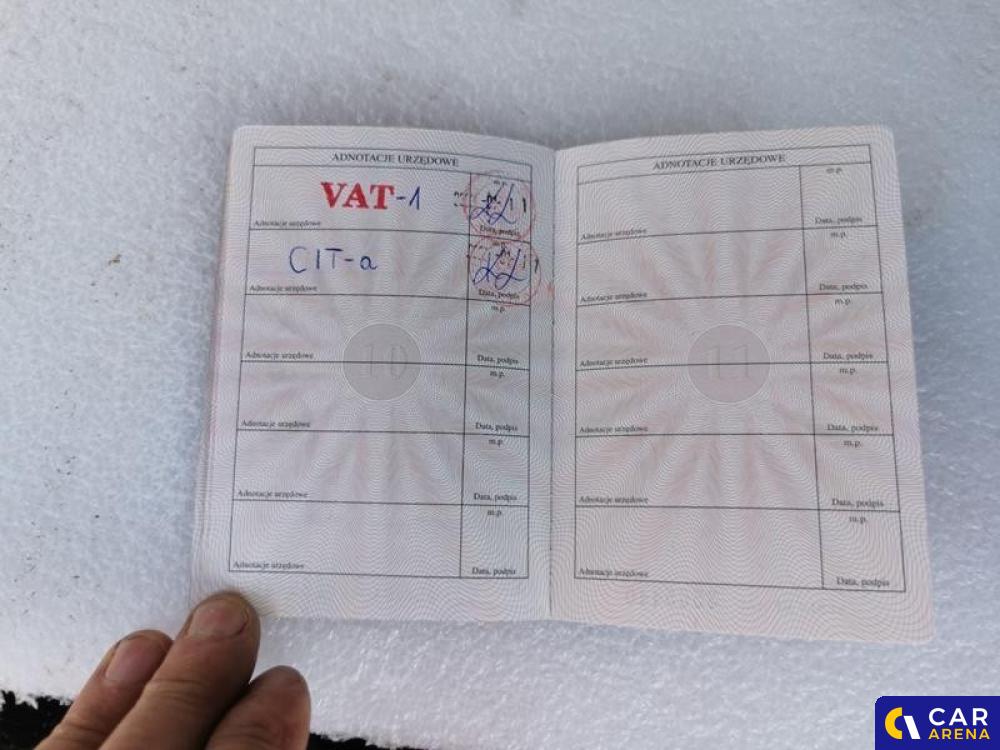 ADNOTACJE URZĘDOWE
VAT-1
m.p.
Adnotacje urzędowe
Data, podpis
CIT-a
Adnotacje urzędowe
Data, podpis
m.p.
Adnotacje urzędowe
Data, podpis
m.p.
10
Adnotacje urzędowe
Data, podpis
m.p.
Adnotacje urzędowe
Data, podpis
m.p.
Adnotacje urzędowe
Data, podpis
ADNOTACJE URZĘDOWE
m.p.
Adnotacje urzędowe
Data, podpis
m.p.
Adnotacje urzędowe
Data, podpis
m.p.
Adnotacje urzędowe
Data, podpis
m.p.
11
Adnotacje urzędowe
Data, podpis
m.p.
Adnotacje urzędowe
Data, podpis
m.p.
Adnotacje urzędowe
Data, podpis
CAR
ARENA